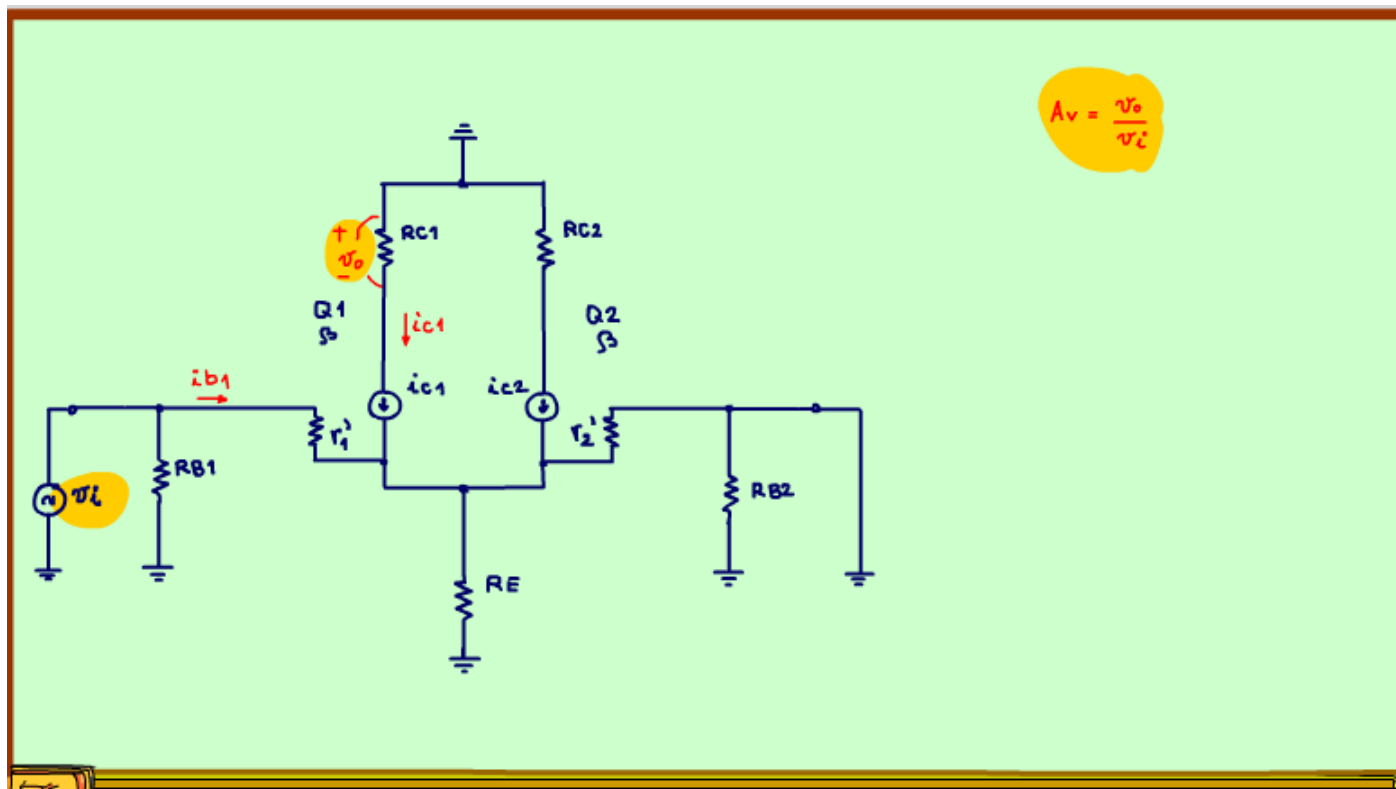 Av = vo
vi
+
vo
-
RC1
RC2
Q1
β
ic1
Q2
β
ib1
ic1
ic2
r1'
r2'
RB1
vi
RB2
RE